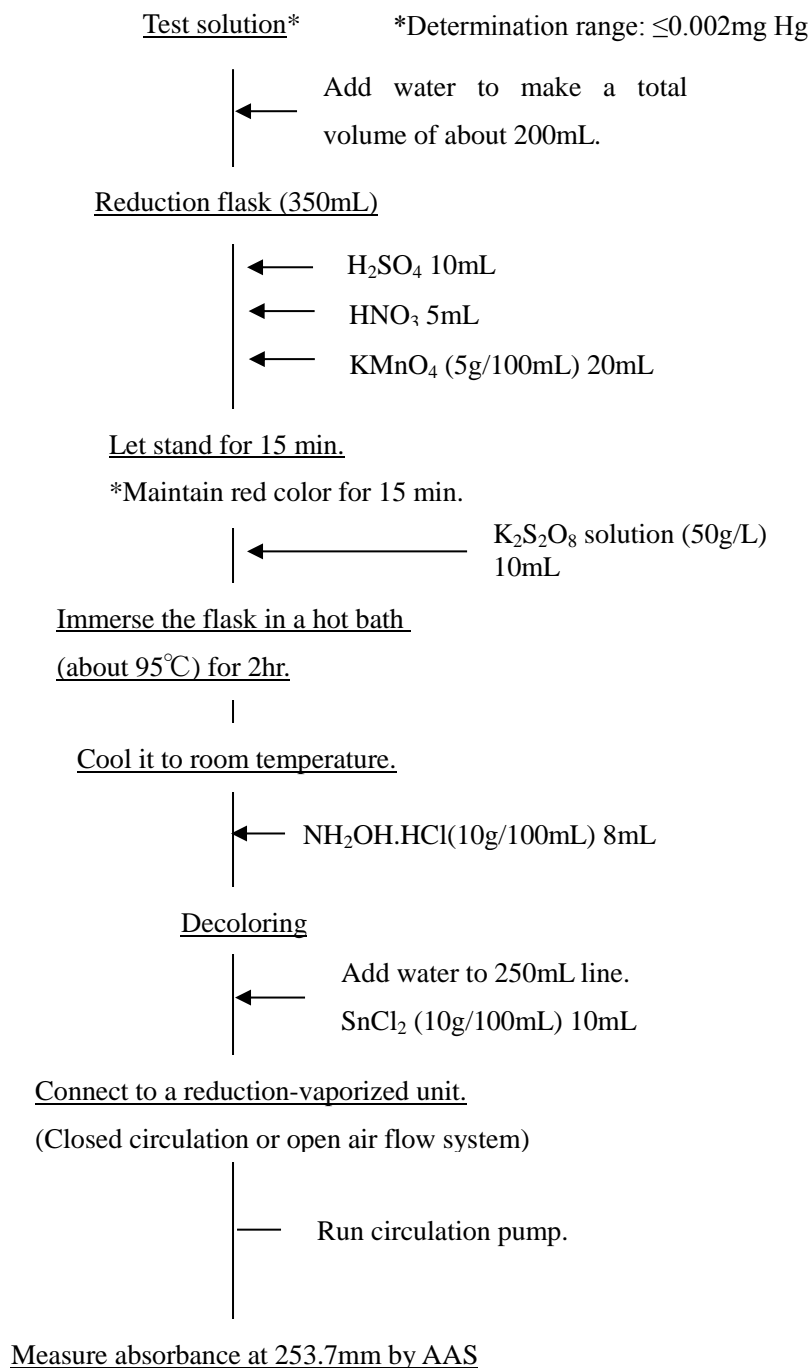 Test solution*
*Determination range: ≤0.002mg Hg
Add water to make a total
volume of about 200mL.
Reduction flask (350mL)
H₂SO₄ 10mL
HNO₃ 5mL
KMnO₄ (5g/100mL) 20mL
Let stand for 15 min.
*Maintain red color for 15 min.
K₂S₂O₈ solution (50g/L)
10mL
Immerse the flask in a hot bath
(about 95℃) for 2hr.
Cool it to room temperature.
NH₂OH.HCl(10g/100mL) 8mL
Decoloring
Add water to 250mL line.
SnCl₂ (10g/100mL) 10mL
Connect to a reduction-vaporized unit.
(Closed circulation or open air flow system)
Run circulation pump.
Measure absorbance at 253.7mm by AAS